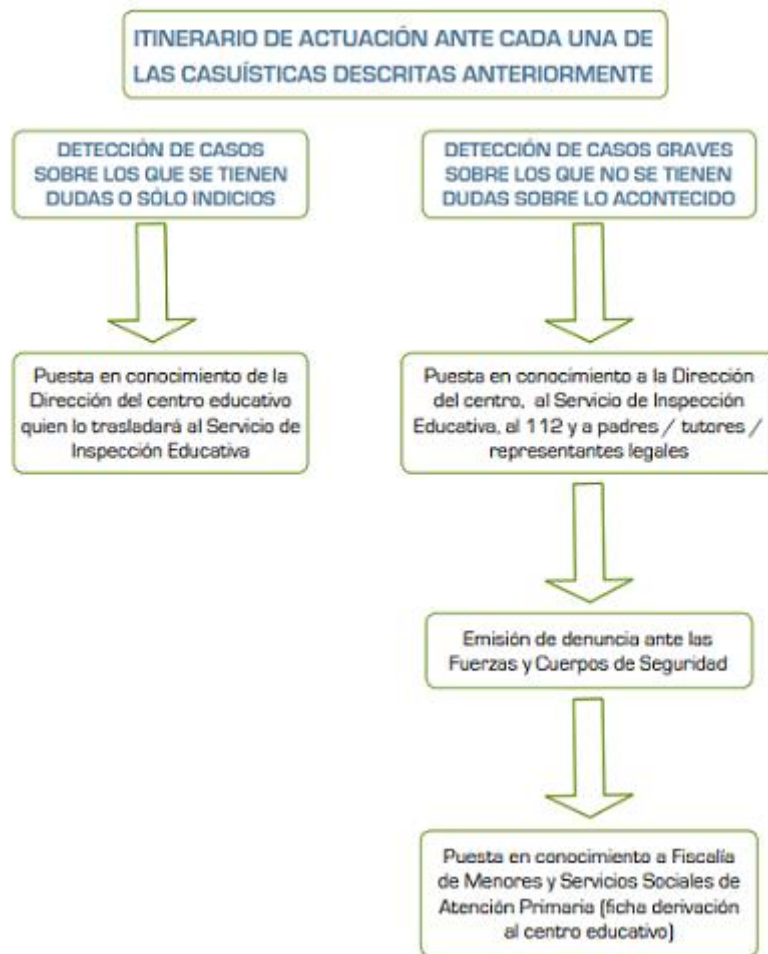 ITINERARIO DE ACTUACIÓN ANTE CADA UNA DE
LAS CASUÍSTICAS DESCRITAS ANTERIORMENTE
DETECCIÓN DE CASOS
SOBRE LOS QUE SE TIENEN
DUDAS O SÓLO INDICIOS
Puesta en conocimiento de la
Dirección del centro educativo
quien lo trasladará al Servicio de
Inspección Educativa
DETECCIÓN DE CASOS GRAVES
SOBRE LOS QUE NO SE TIENEN
DUDAS SOBRE LO ACONTECIDO
Puesta en conocimiento a la Dirección
del centro, al Servicio de Inspección
Educativa, al 112 y a padres / tutores /
representantes legales
Emisión de denuncia ante las
Fuerzas y Cuerpos de Seguridad
Puesta en conocimiento a Fiscalía
de Menores y Servicios Sociales de
Atención Primaria (ficha derivación
al centro educativo)